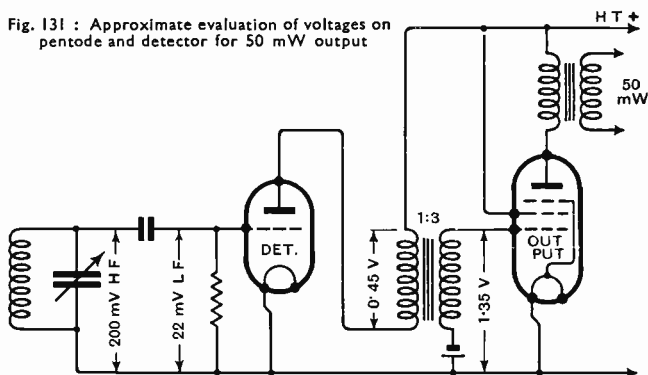 Fig. 131 : Approximate evaluation of voltages on
pentode and detector for 50 mW output
HT+
50
mW
1:3
DET.
OUT
PUT
200 mV HF
22 mV LF
0·45 V
1·35 V